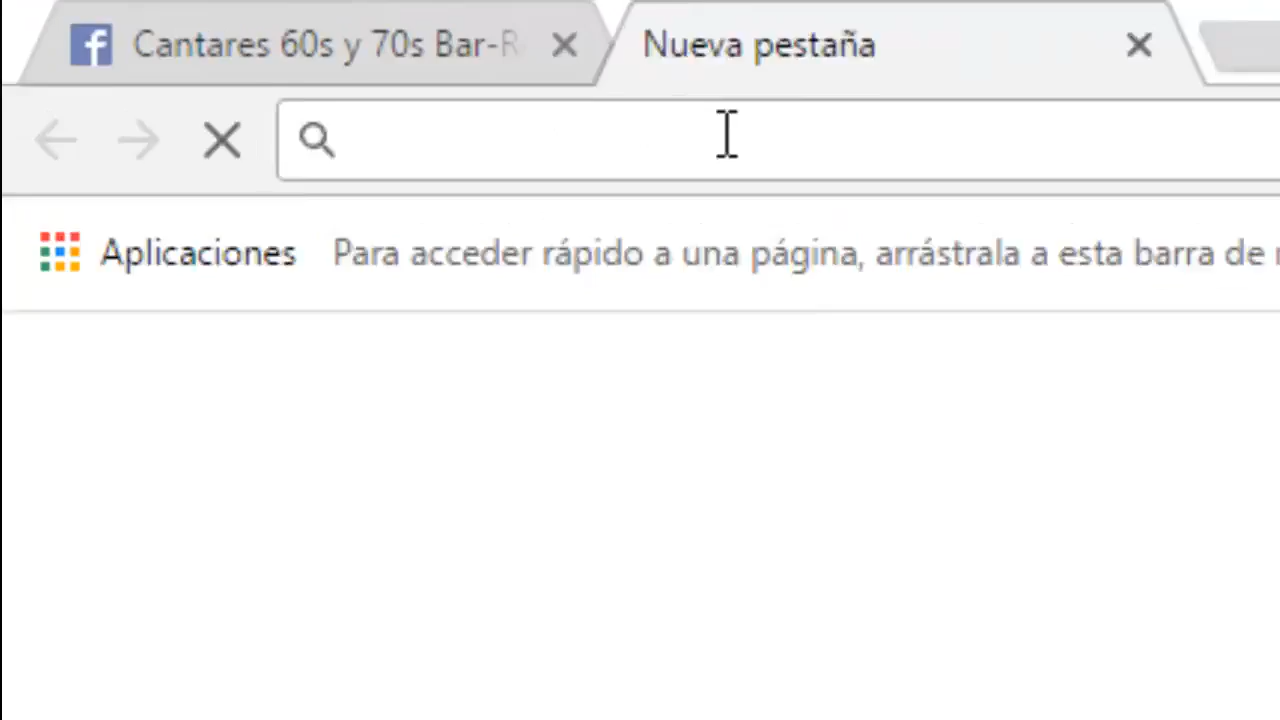 Cantares 60s y 70s Bar-R
Nueva pestaña
Aplicaciones
Para acceder rápido a una página, arrástrala a esta barra de